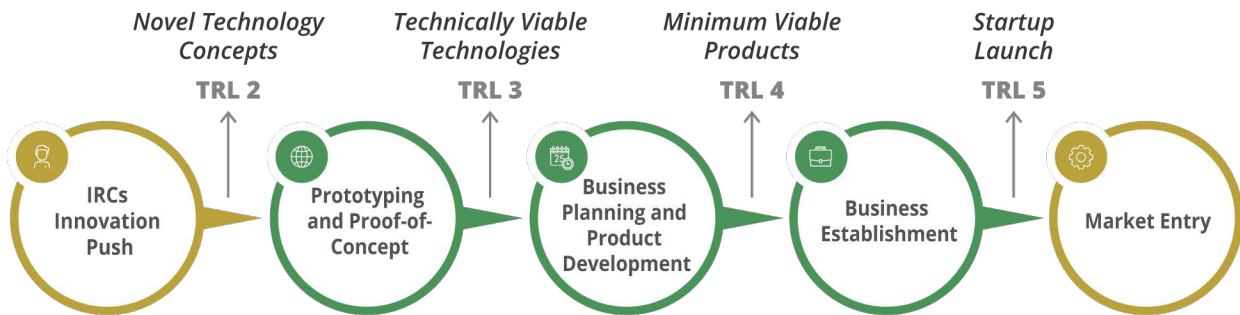 Novel Technology
Concepts
Technically Viable
Technologies
Minimum Viable
Products
Startup
Launch
TRL 2
TRL 3
TRL 4
TRL 5
IRCs
Innovation
Push
Prototyping
and Proof-of-
Concept
25
Business
Planning and
Product
Development
Business
Establishment
Market Entry